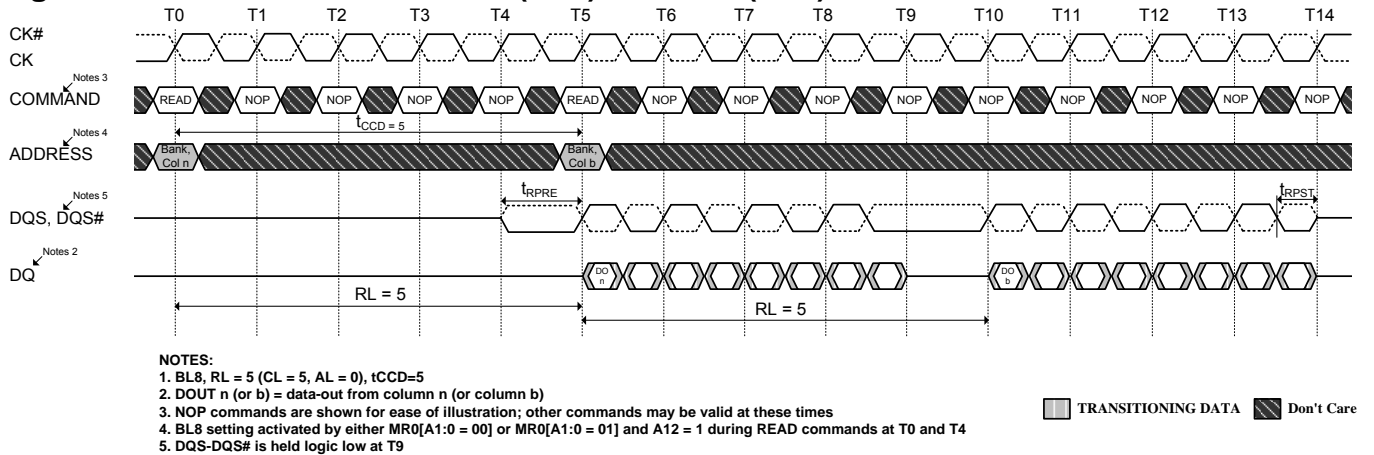 T0 T1 T2 T3 T4 T5 T6 T7 T8 T9 T10 T11 T12 T13 T14
CK#
CK
Notes 3
COMMAND READ NOP NOP NOP NOP READ NOP NOP NOP NOP NOP NOP NOP NOP NOP
tCCD = 5
Notes 4
ADDRESS
Bank, Col n
Bank, Col b
tRPRE
tRPST
Notes 5
DQS, DQS#
Notes 2
DQ
DO n
DO b
RL = 5
RL = 5
NOTES:
1. BL8, RL = 5 (CL = 5, AL = 0), tCCD=5
2. DOUT n (or b) = data-out from column n (or column b)
3. NOP commands are shown for ease of illustration; other commands may be valid at these times
4. BL8 setting activated by either MR0[A1:0 = 00] or MR0[A1:0 = 01] and A12 = 1 during READ commands at T0 and T4
5. DQS-DQS# is held logic low at T9
TRANSITIONING DATA
Don't Care